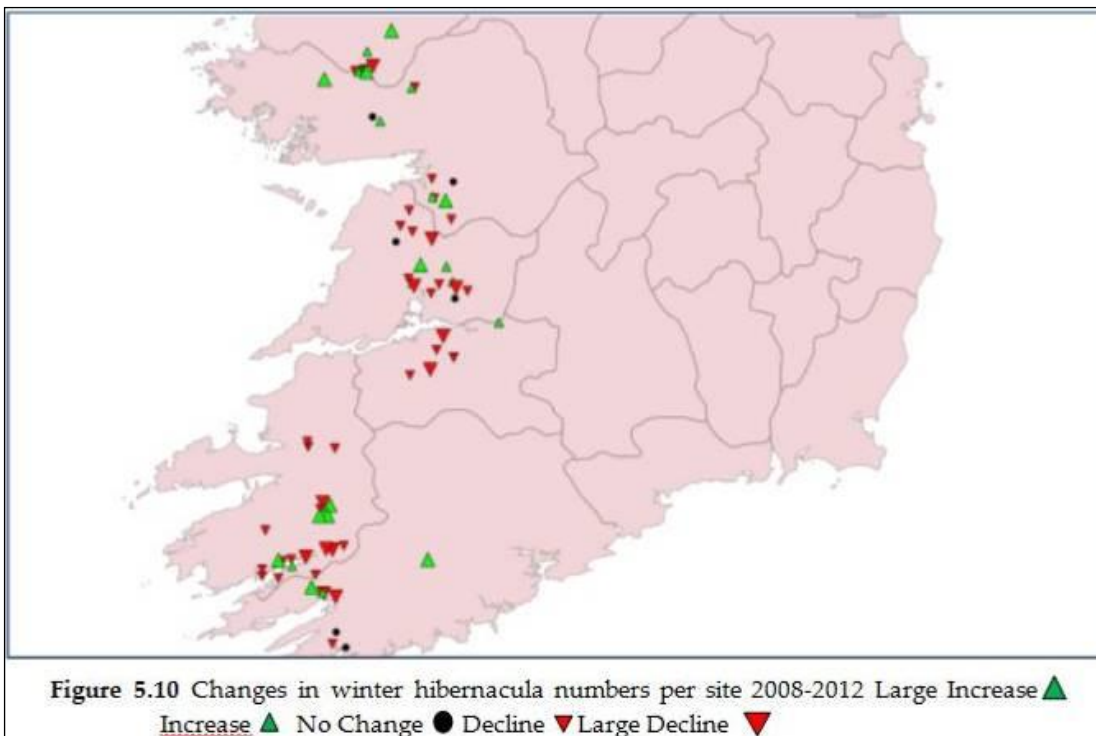 Figure 5.10 Changes in winter hibernacula numbers per site 2008-2012 Large Increase
Increase No Change Decline Large Decline